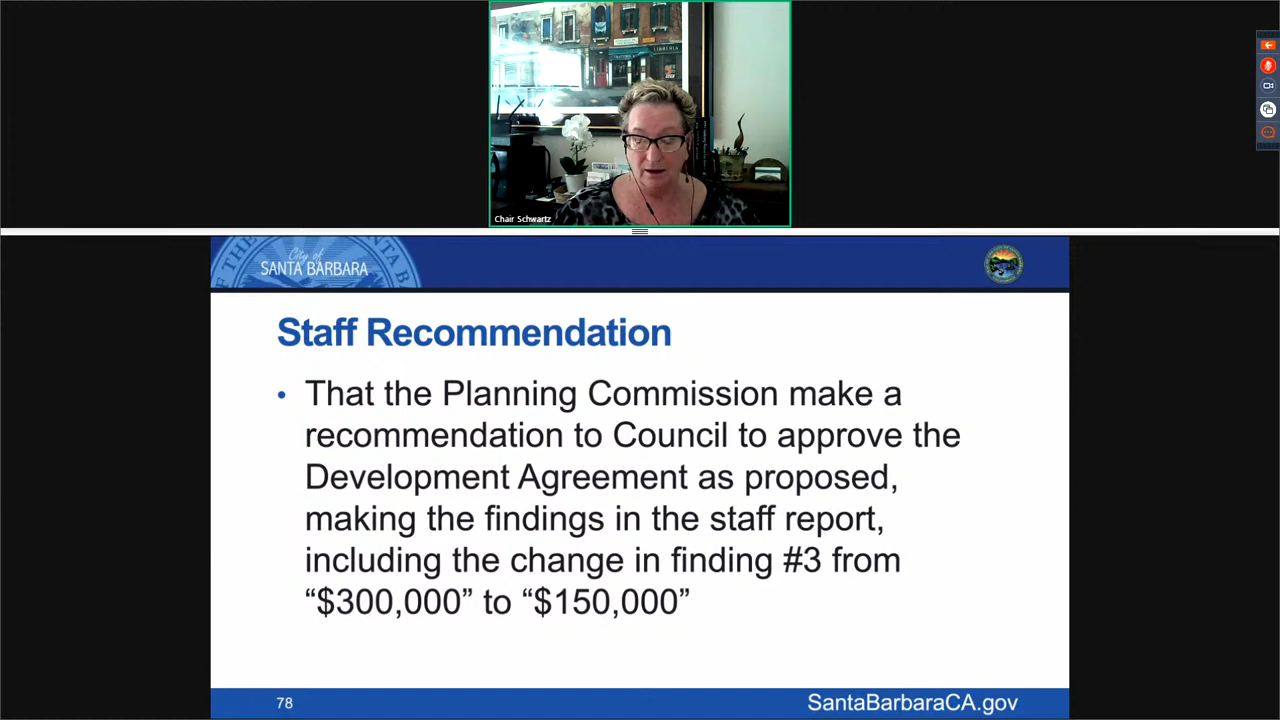 LIBRERIA
Chair Schwartz
City of
SANTA BARBARA
Staff Recommendation
• That the Planning Commission make a
recommendation to Council to approve the
Development Agreement as proposed,
making the findings in the staff report,
including the change in finding #3 from
“$300,000” to “$150,000”
78
SantaBarbaraCA.gov